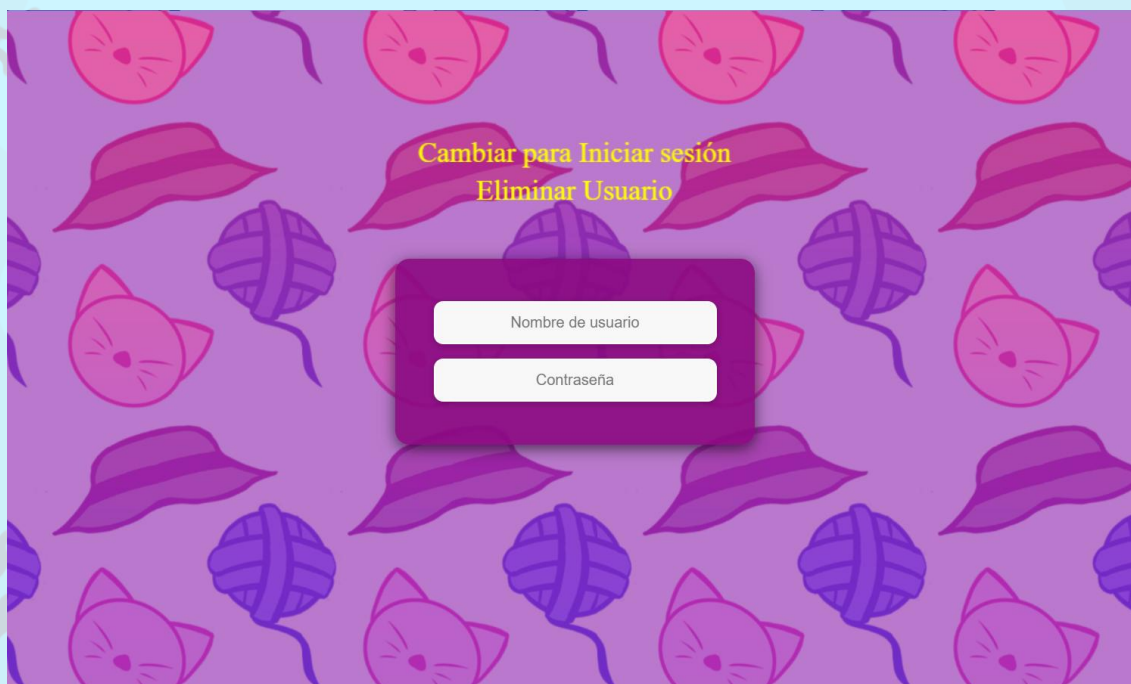 Cambiar para Iniciar sesión
Eliminar Usuario
Nombre de usuario
Contraseña